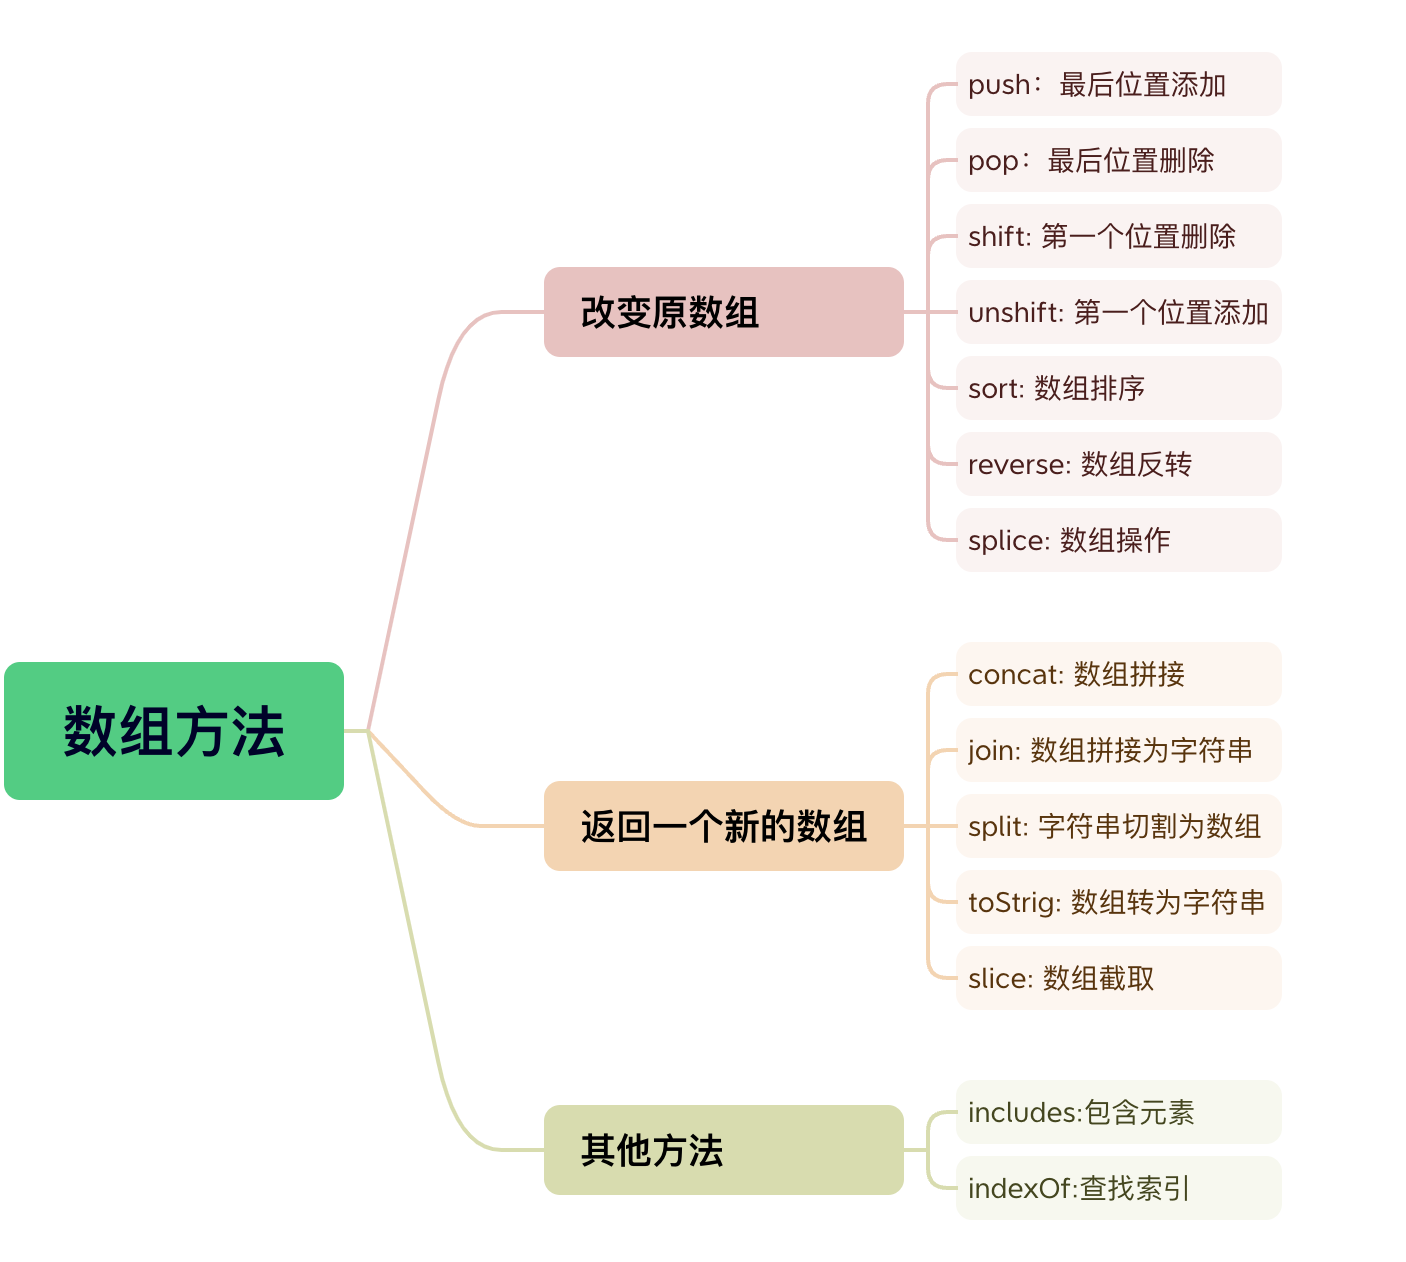 数组方法
改变原数组
push：最后位置添加
pop：最后位置删除
shift: 第一个位置删除
unshift: 第一个位置添加
sort: 数组排序
reverse: 数组反转
splice: 数组操作
返回一个新的数组
concat: 数组拼接
join: 数组拼接为字符串
split: 字符串切割为数组
toStrig: 数组转为字符串
slice: 数组截取
其他方法
includes:包含元素
indexOf:查找索引